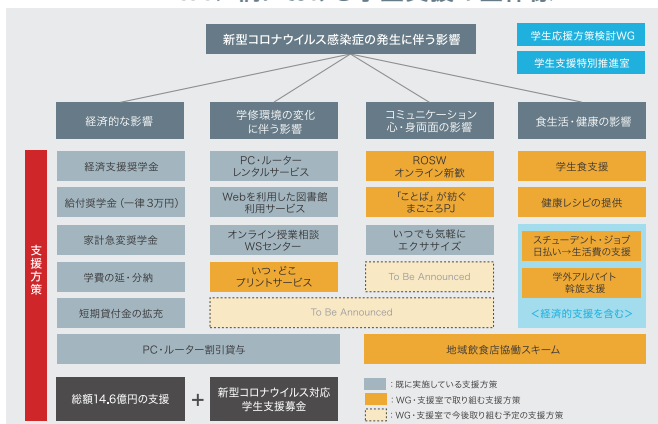 新型コロナウイルス感染症の発生に伴う影響
学生応援方策検討WG
学生支援特別推進室
経済的な影響
学修環境の変化
に伴う影響
コミュニケーション
心・身両面の影響
食生活・健康の影響
支援方策
経済支援奨学金
給付奨学金（一律3万円）
家計急変奨学金
学費の延・分納
短期貸付金の拡充
PC・ルーター
レンタルサービス
Webを利用した図書館
利用サービス
オンライン授業相談
WSセンター
いつ・どこ
プリントサービス
ROSW
オンライン新歓
「ことば」が紡ぐ
まごころPJ
いつでも気軽に
エクササイズ
To Be Announced
To Be Announced
学生食支援
健康レシピの提供
スチューデント・ジョブ
日払い→生活費の支援
学外アルバイト
斡旋支援
＜経済的支援を含む＞
PC・ルーター割引貸与
地域飲食店協働スキーム
総額14.6億円の支援
+
新型コロナウイルス対応
学生支援募金
：既に実施している支援方策
：WG・支援室で取り組む支援方策
：WG・支援室で今後取り組む予定の支援方策